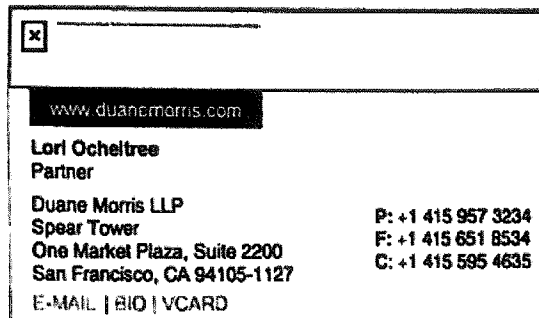 www.duanemorris.com
Lori Ocheltree
Partner
Duane Morris LLP
Spear Tower
One Market Plaza, Suite 2200
San Francisco, CA 94105-1127
P: +1 415 957 3234
F: +1 415 651 8534
C: +1 415 595 4635
E-MAIL | BIO | VCARD